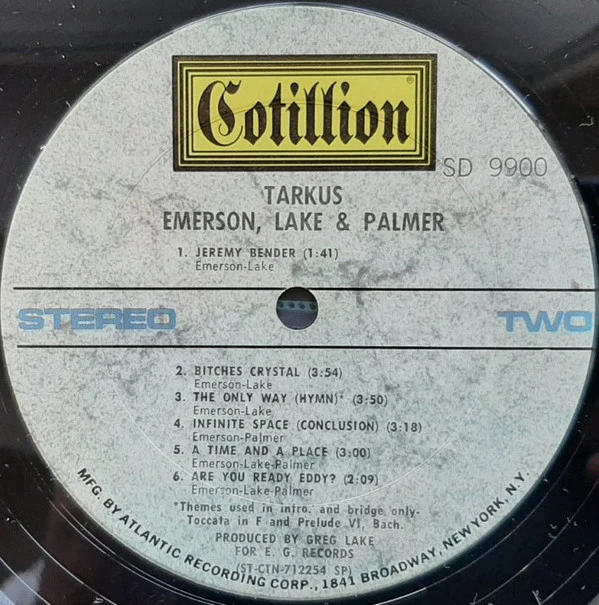 Cotillion®
SD 9900
TARKUS
EMERSON, LAKE & PALMER
1. JEREMY BENDER (1:41)
Emerson-Lake
STEREO
TWO
2. BITCHES CRYSTAL (3:54)
Emerson-Lake
3. THE ONLY WAY (HYMN)* (3:50)
Emerson-Lake
4. INFINITE SPACE (CONCLUSION) (3:18)
Emerson-Palmer
5. A TIME AND A PLACE (3:00)
Emerson-Lake-Palmer
6. ARE YOU READY EDDY? (2:09)
Emerson-Lake-Palmer
*Themes used in intro. and bridge only-
Toccata in F and Prelude VI, Bach.
PRODUCED BY GREG LAKE
FOR E. G. RECORDS
(ST-CTN-712254 SP)
MFG. BY ATLANTIC RECORDING CORP., 1841 BROADWAY, NEW YORK, N.Y.